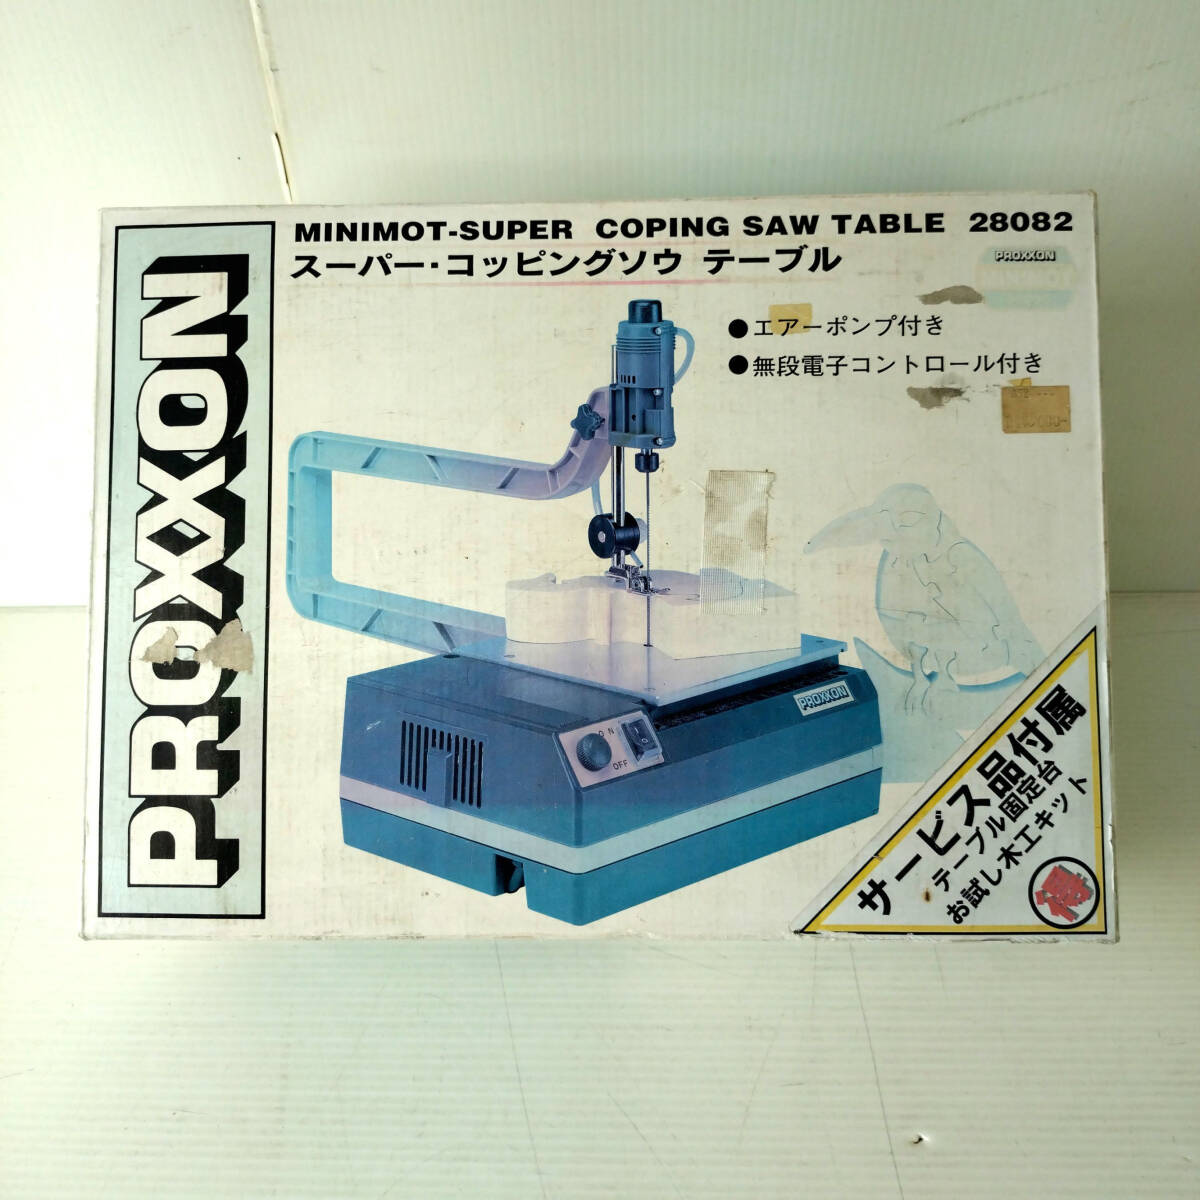 PROXXON
MINIMOT-SUPER COPING SAW TABLE 28082
スーパー・コッピングソウ テーブル
PROXXON
●エアーポンプ付き
●無段電子コントロール付き
PROXXON
ON
OFF
サービス品付属
テーブル固定台
お試し木工キット
得